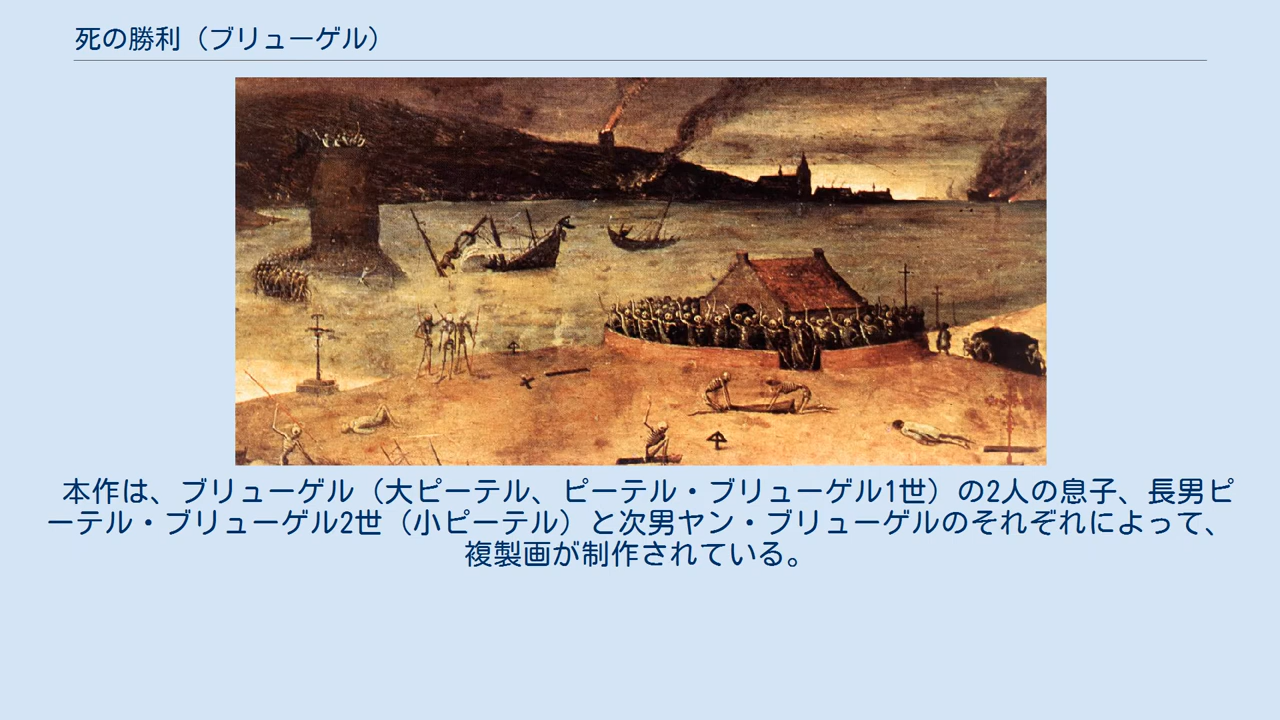 死の勝利（ブリューゲル）
本作は、ブリューゲル（大ピーテル、ピーテル・ブリューゲル1世）の2人の息子、長男ピ
ーテル・ブリューゲル2世（小ピーテル）と次男ヤン・ブリューゲルのそれぞれによって、
複製画が制作されている。